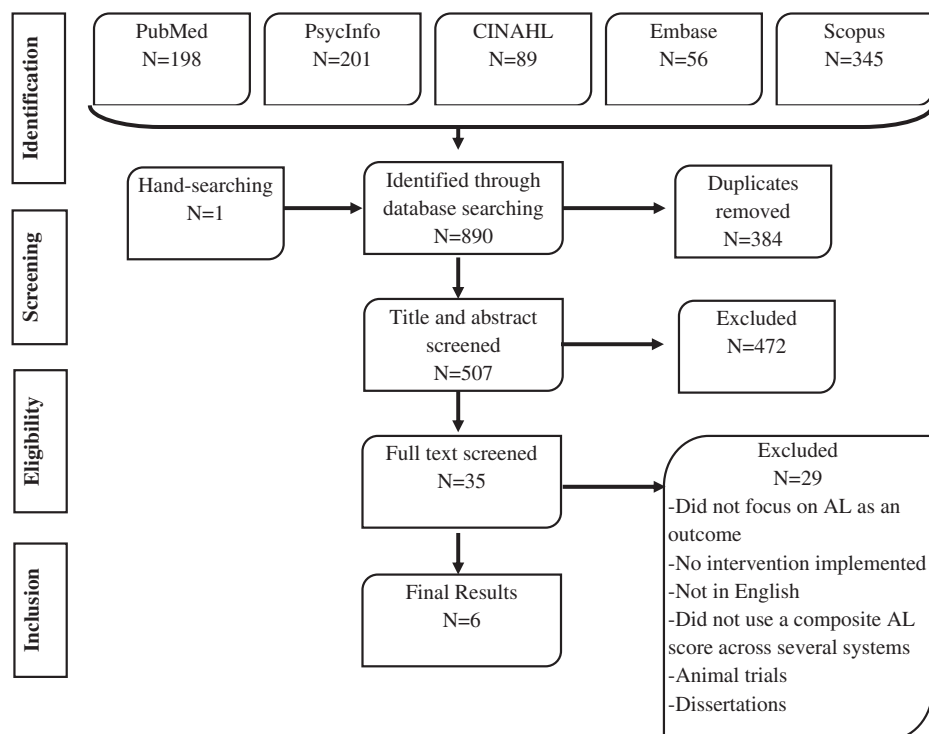 Identification
PubMed
N=198
PsycInfo
N=201
CINAHL
N=89
Embase
N=56
Scopus
N=345
Hand-searching
N=1
Identified through
database searching
N=890
Duplicates
removed
N=384
Screening
Title and abstract
screened
N=507
Excluded
N=472
Eligibility
Full text screened
N=35
Excluded
N=29
-Did not focus on AL as an
outcome
-No intervention implemented
-Not in English
-Did not use a composite AL
score across several systems
-Animal trials
-Dissertations
Inclusion
Final Results
N=6